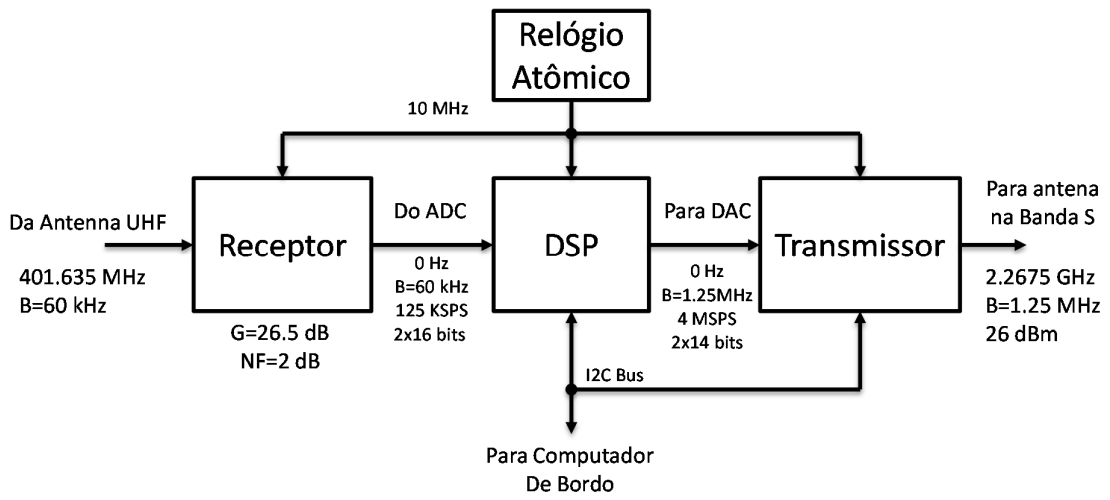 Relógio
Atômico
10 MHz
Da Antenna UHF
401.635 MHz
B=60 kHz
Receptor
G=26.5 dB
NF=2 dB
Do ADC
0 Hz
B=60 kHz
125 KSPS
2x16 bits
DSP
Para DAC
0 Hz
B=1.25MHz
4 MSPS
2x14 bits
Transmissor
Para antena
na Banda S
2.2675 GHz
B=1.25 MHz
26 dBm
I2C Bus
Para Computador
De Bordo